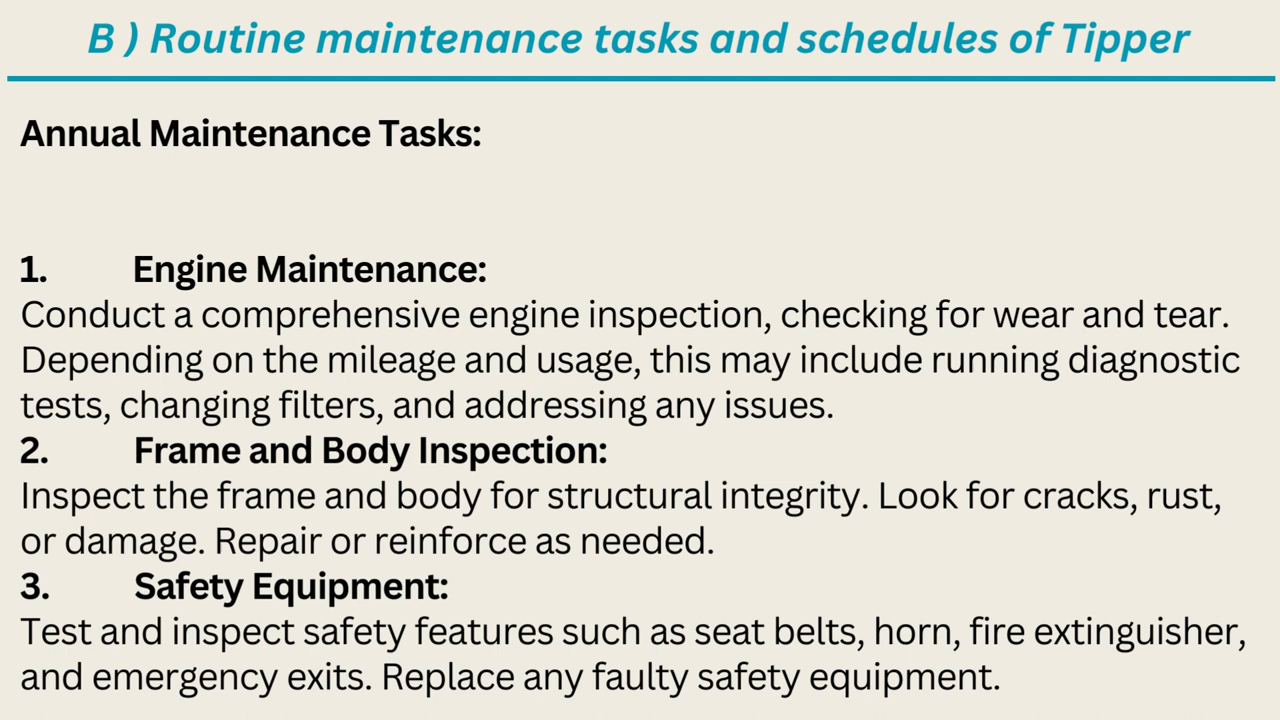 B ) Routine maintenance tasks and schedules of Tipper
Annual Maintenance Tasks:
1. Engine Maintenance:
Conduct a comprehensive engine inspection, checking for wear and tear.
Depending on the mileage and usage, this may include running diagnostic
tests, changing filters, and addressing any issues.
2. Frame and Body Inspection:
Inspect the frame and body for structural integrity. Look for cracks, rust,
or damage. Repair or reinforce as needed.
3. Safety Equipment:
Test and inspect safety features such as seat belts, horn, fire extinguisher,
and emergency exits. Replace any faulty safety equipment.